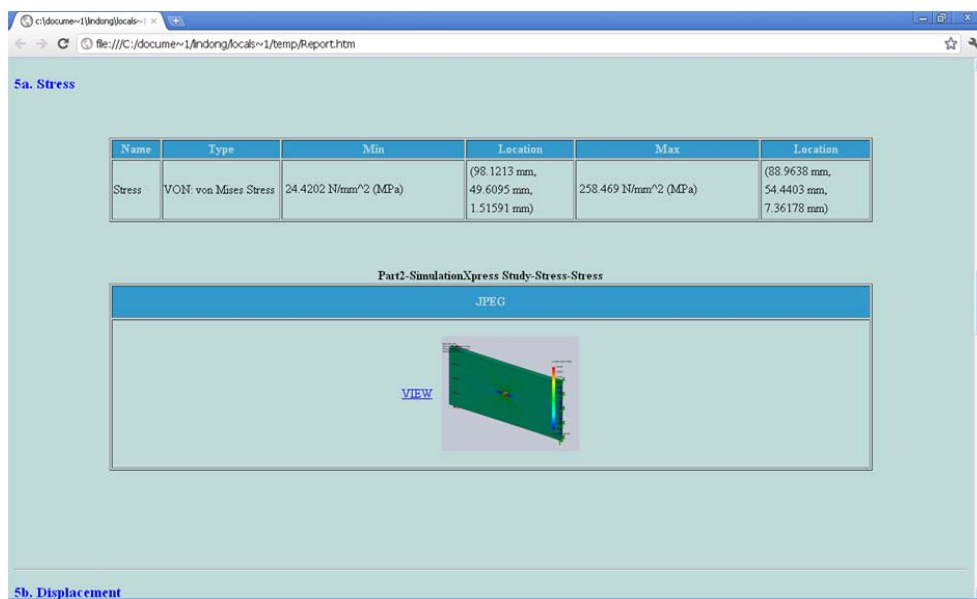 c:\docume~1\lindong\locals~1
file:///C:/docume~1/lindong/locals~1/temp/Report.htm
5a. Stress
Name Type Min Location Max Location
Stress VON: von Mises Stress 24.4202 N/mm^2 (MPa) (98.1213 mm, 49.6095 mm, 1.51591 mm) 258.469 N/mm^2 (MPa) (88.9638 mm, 54.4403 mm, 7.36178 mm)
Part2-SimulationXpress Study-Stress-Stress
JPEG
VIEW
5b. Displacement